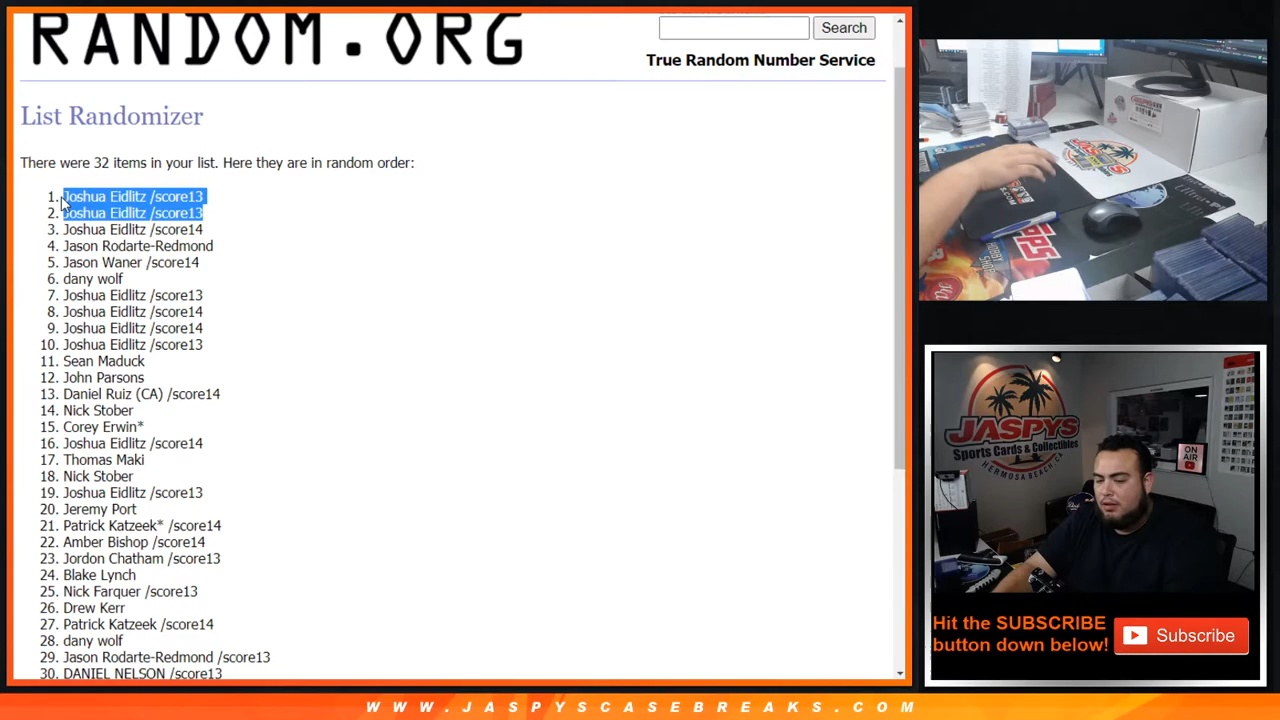 RANDOM.ORG
Search
True Random Number Service
List Randomizer
There were 32 items in your list. Here they are in random order:
1. Joshua Eidlitz /score13
2. Joshua Eidlitz /score13
3. Joshua Eidlitz /score14
4. Jason Rodarte-Redmond
5. Jason Waner /score14
6. dany wolf
7. Joshua Eidlitz /score13
8. Joshua Eidlitz /score14
9. Joshua Eidlitz /score14
10. Joshua Eidlitz /score13
11. Sean Maduck
12. John Parsons
13. Daniel Ruiz (CA) /score14
14. Nick Stober
15. Corey Erwin*
16. Joshua Eidlitz /score14
17. Thomas Maki
18. Nick Stober
19. Joshua Eidlitz /score13
20. Jeremy Port
21. Patrick Katzeek* /score14
22. Amber Bishop /score14
23. Jordon Chatham /score13
24. Blake Lynch
25. Nick Farquer /score13
26. Drew Kerr
27. Patrick Katzeek /score14
28. dany wolf
29. Jason Rodarte-Redmond /score13
30. DANIEL NELSON /score13
JASPYS
Sports Cards & Collectibles
HERMOSA BEACH, CA
ON AIR
Hit the SUBSCRIBE
button down below!
Subscribe
WWW.JASPYSCASEBREAKS.COM